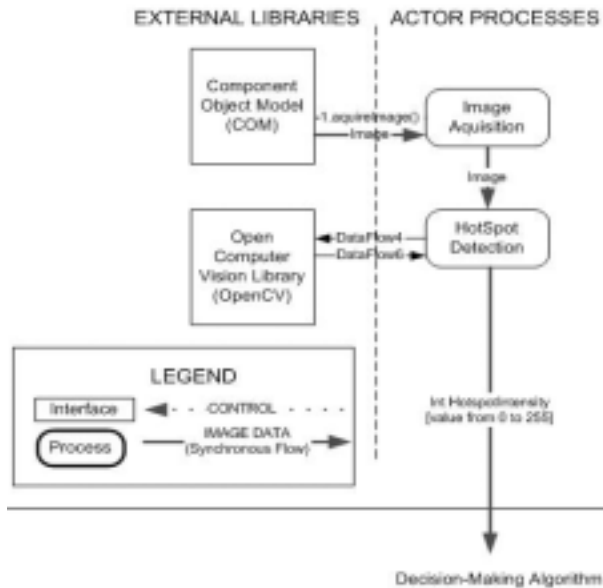 EXTERNAL LIBRARIES
ACTOR PROCESSES
Component
Object Model
(COM)
-1.aquireImage()
Image
Image
Aquisition
Image
Open
Computer
Vision Library
(OpenCV)
DataFlow4
DataFlow6
HotSpot
Detection
LEGEND
Interface
CONTROL
Process
IMAGE DATA
(Synchronous Flow)
Int HotspotIntensity
[value from 0 to 255]
Decision-Making Algorithm